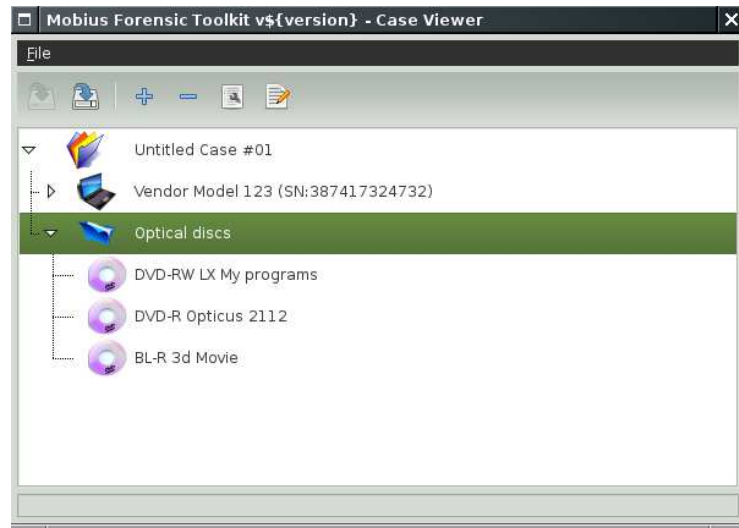 Mobius Forensic Toolkit v${version} - Case Viewer
File
Untitled Case #01
Vendor Model 123 (SN:387417324732)
Optical discs
DVD-RW LX My programs
DVD-R Opticus 2112
BL-R 3d Movie